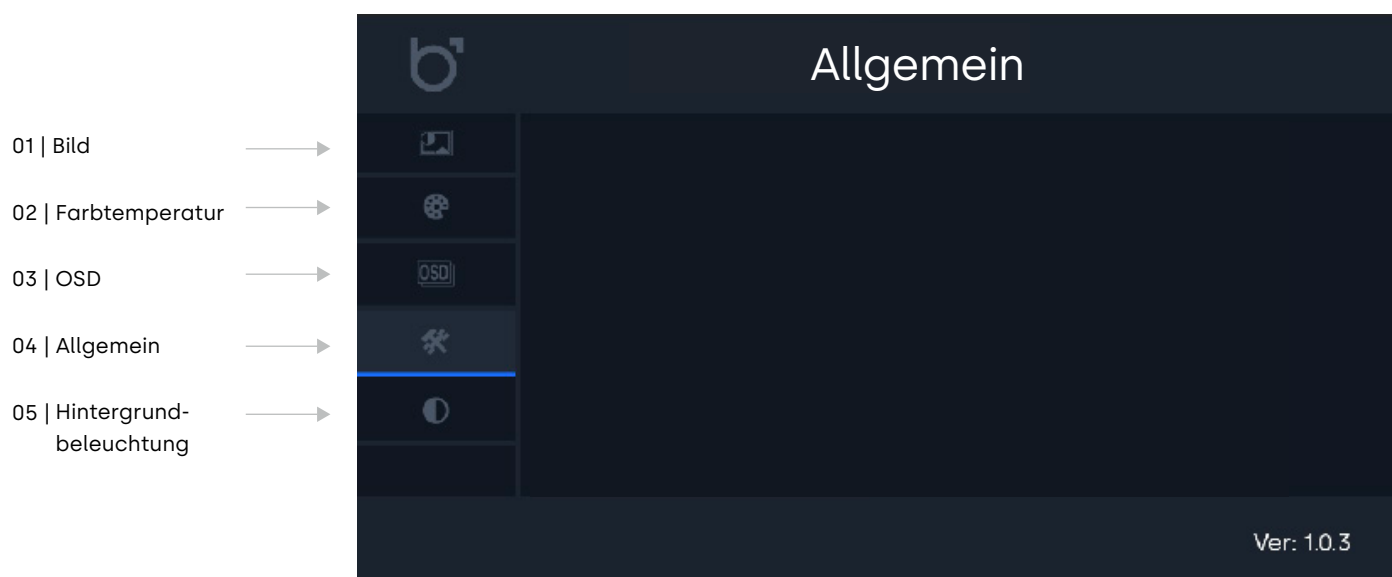 Allgemein
01 | Bild
02 | Farbtemperatur
03 | OSD
OSD
04 | Allgemein
05 | Hintergrund-
beleuchtung
Ver: 1.0.3